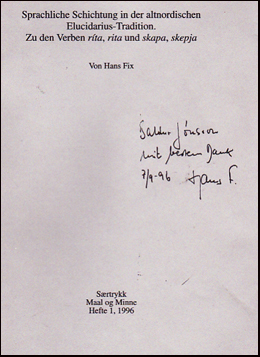 Sprachliche Schichtung in der altnordischen
Elucidarius-Tradition.
Zu den Verben ríta, rita und skapa, skepja
Von Hans Fix
Baldur Jónsson
mit bestem Dank
7/9-96 Hans F.
Særtrykk
Maal og Minne
Hefte 1, 1996